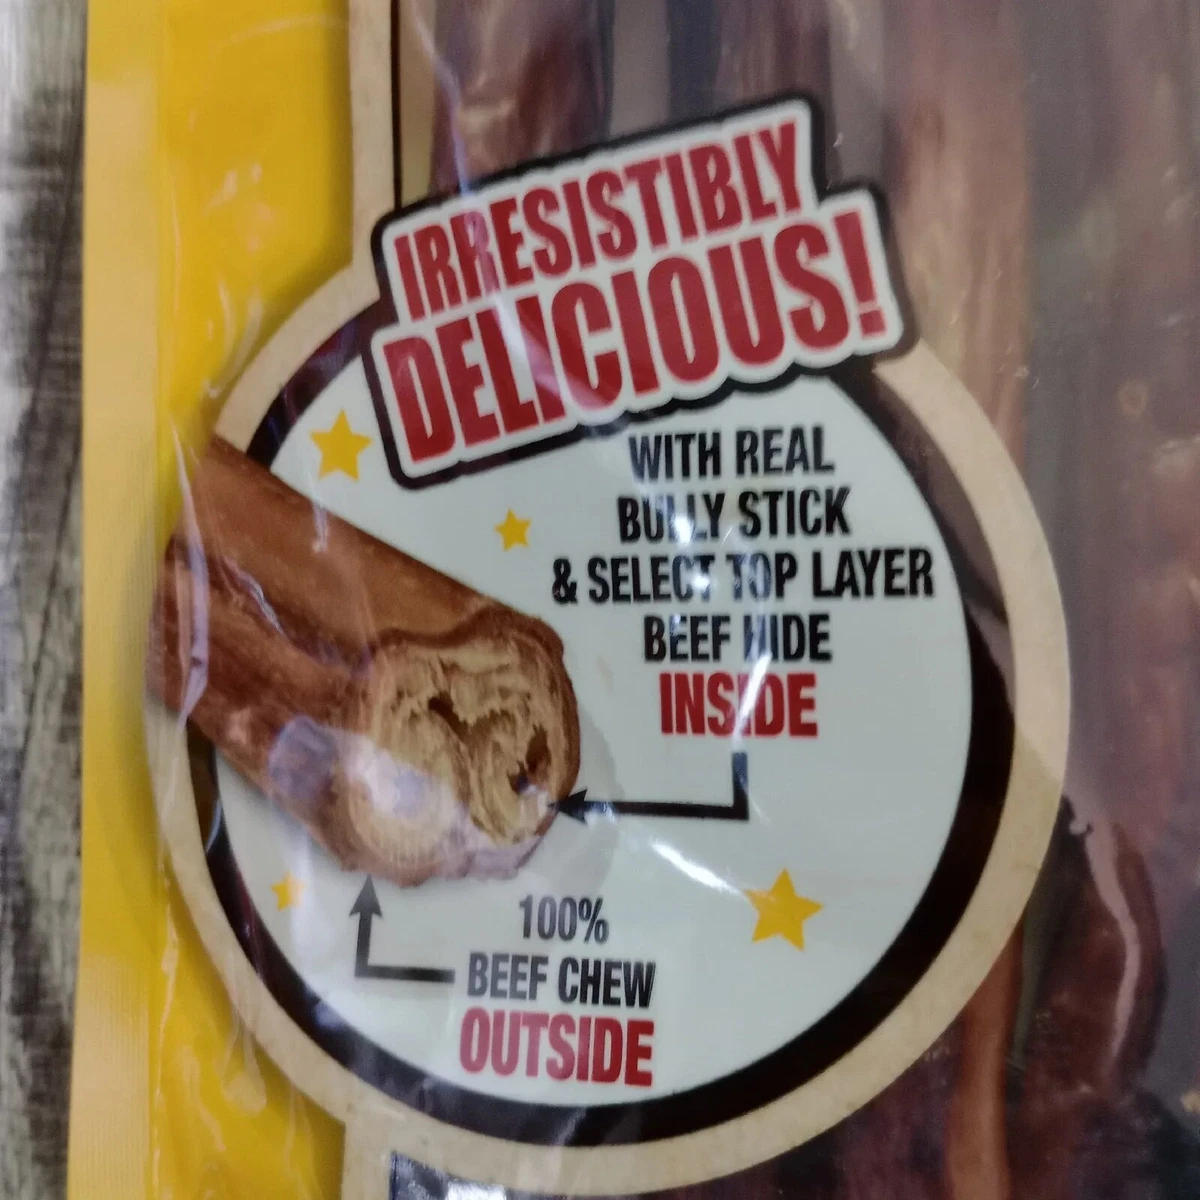 IRRESISTIBLY
DELICIOUS!
WITH REAL
BULLY STICK
& SELECT TOP LAYER
BEEF HIDE
INSIDE
100%
BEEF CHEW
OUTSIDE